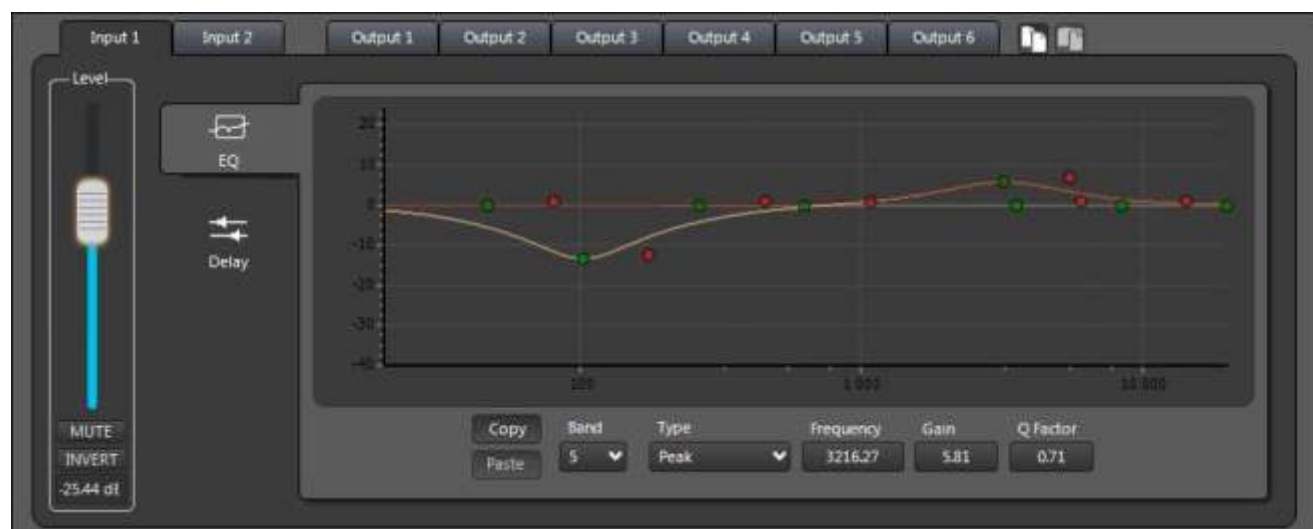 Input 1 Input 2 Output 1 Output 2 Output 3 Output 4 Output 5 Output 6
Level
EQ
Delay
20
10
0
-10
-20
-30
-40
100 1 000 10 000
Copy Band Type Frequency Gain Q Factor
Paste 5 Peak 3216.27 5.81 0.71
MUTE
INVERT
-25.44 dB